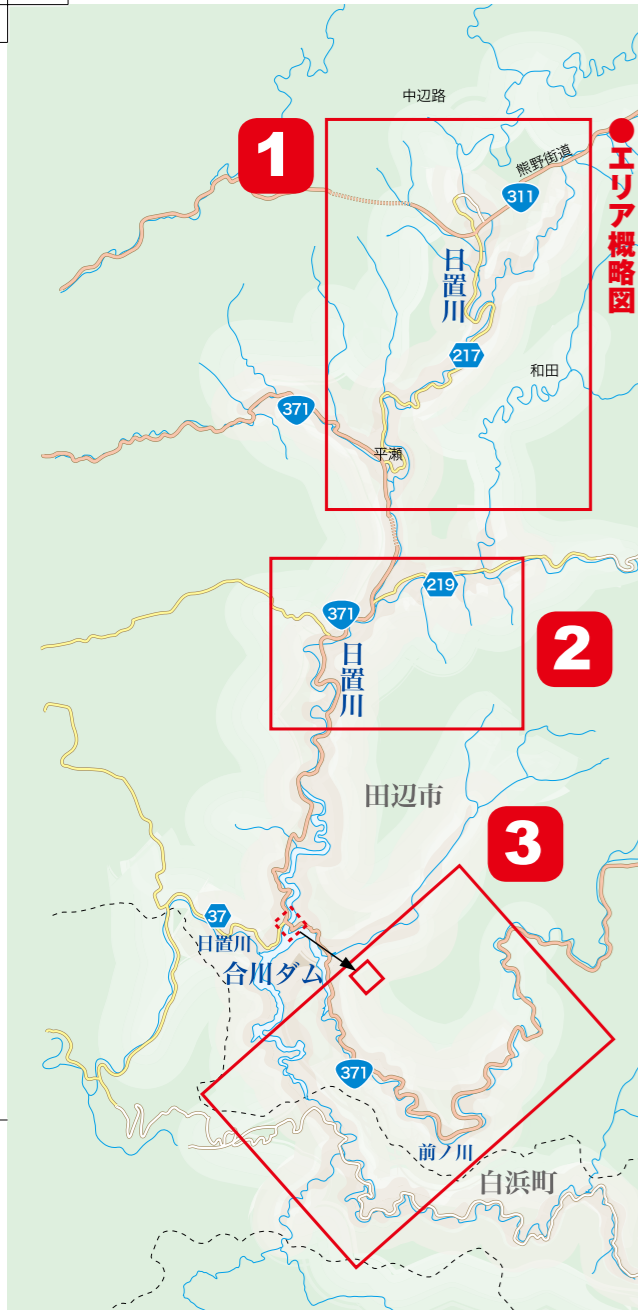 ●エリア概略図
中辺路
1
熊野街道
311
日置川
217
和田
371
平瀬
219
371
2
日置川
田辺市
3
37
日置川
合川ダム
371
前ノ川
白浜町